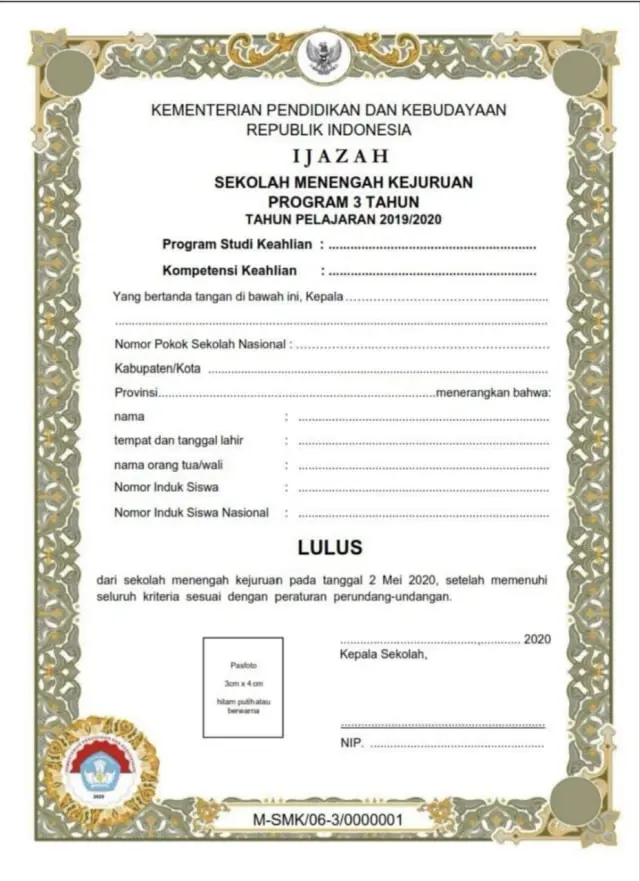 KEMENTERIAN PENDIDIKAN DAN KEBUDAYAAN
REPUBLIK INDONESIA
IJAZAH
SEKOLAH MENENGAH KEJURUAN
PROGRAM 3 TAHUN
TAHUN PELAJARAN 2019/2020
Program Studi Keahlian : ........................................................
Kompetensi Keahlian : ........................................................
Yang bertanda tangan di bawah ini, Kepala........................................................
................................................................................................................
Nomor Pokok Sekolah Nasional : ........................................................
Kabupaten/Kota ........................................................
Provinsi........................................................menerangkan bahwa:
nama : ........................................................
tempat dan tanggal lahir : ........................................................
nama orang tua/wali : ........................................................
Nomor Induk Siswa : ........................................................
Nomor Induk Siswa Nasional : ........................................................
LULUS
dari sekolah menengah kejuruan pada tanggal 2 Mei 2020, setelah memenuhi
seluruh kriteria sesuai dengan peraturan perundang-undangan.
......................................,........... 2020
Kepala Sekolah,
Pasfoto
3cm x 4cm
hitam putih atau
berwarna
........................................................
NIP. ................................................
2020
M-SMK/06-3/0000001